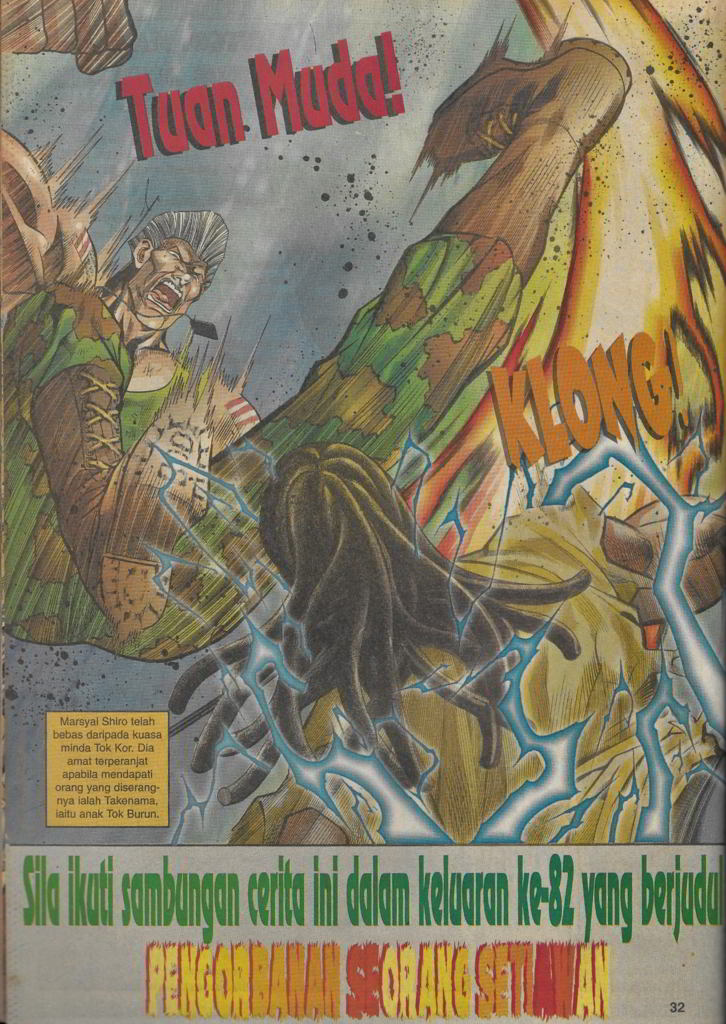 Tuan Muda!
KLONG!
Marsyal Shiro telah
bebas daripada kuasa
minda Tok Kor. Dia
amat terperanjat
apabila mendapati
orang yang diserang-
nya ialah Takenama,
iaitu anak Tok Burun.
Sila ikuti sambungan cerita ini dalam keluaran ke-82 yang berjudu
PENGORBANAN SEORANG SETIAWAN
32